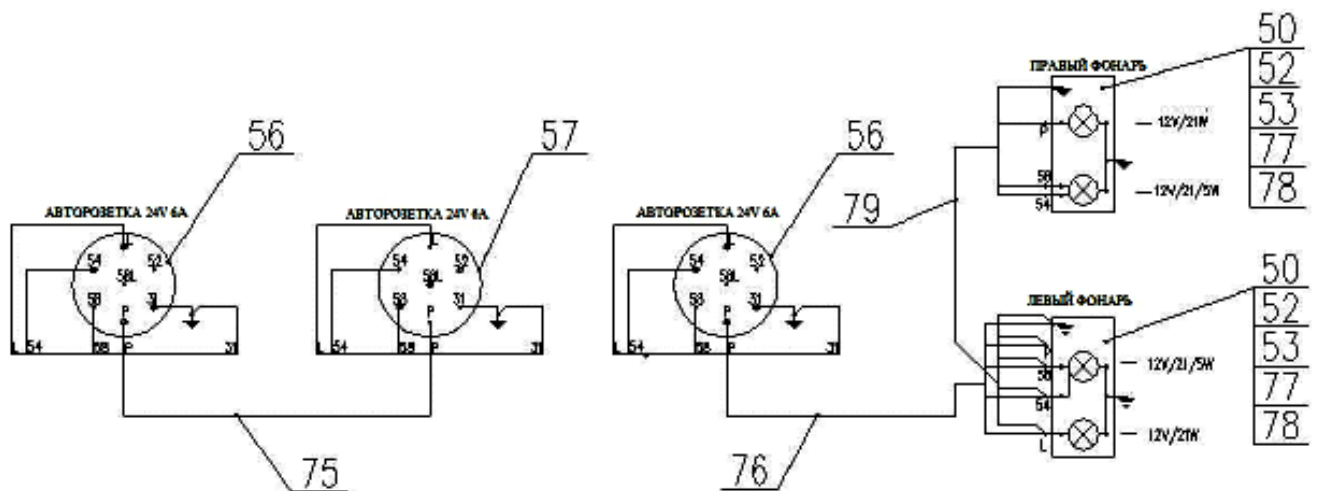 50
52
53
77
78
ПРАВЫЙ ФОНАРЬ
12V/21W
P
58
12V/21/5W
54
79
56
АВТОРОЗЕТКА 24V 6A
L
54
52
58L
58
31
P
L
54
58
P
31
57
АВТОРОЗЕТКА 24V 6A
L
54
52
58L
58
31
P
L
54
58
P
31
56
АВТОРОЗЕТКА 24V 6A
L
54
52
58L
58
31
P
L
54
58
P
31
50
52
53
77
78
ЛЕВЫЙ ФОНАРЬ
P
12V/21/5W
58
54
12V/21W
L
75
76